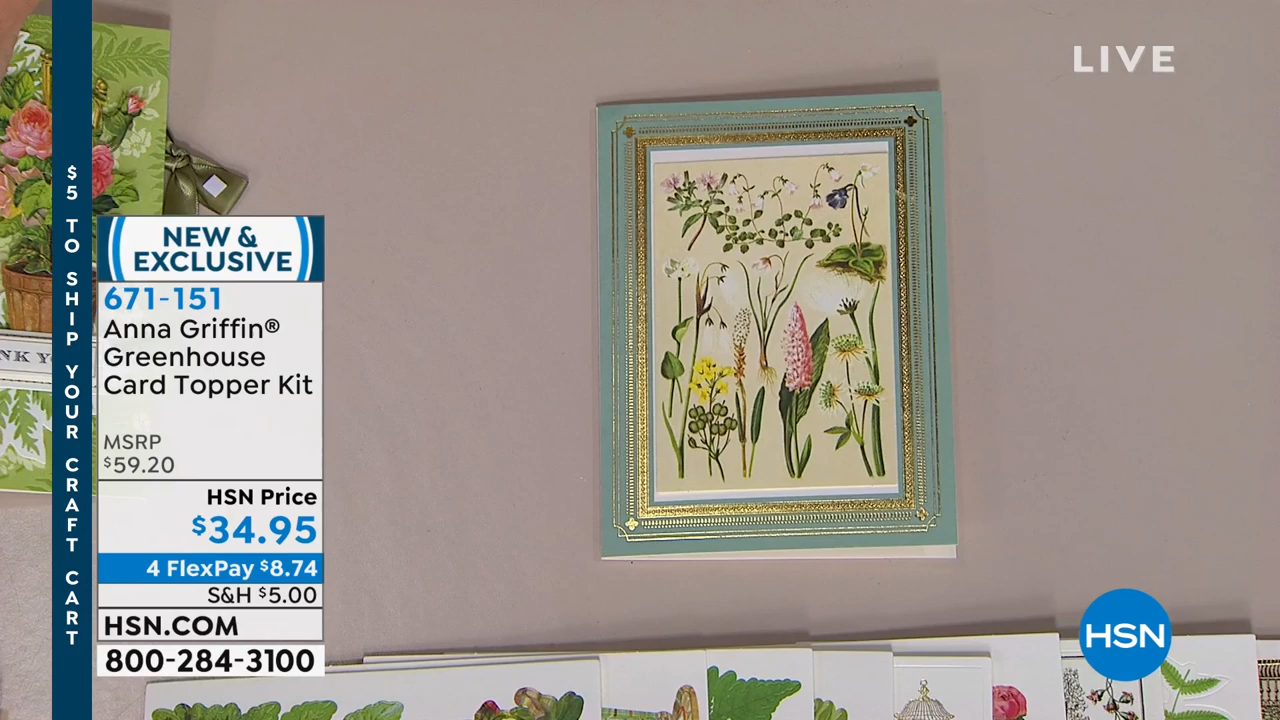 LIVE
$5 TO SHIP YOUR CRAFT CART
NEW &
EXCLUSIVE
671-151
Anna Griffin®
Greenhouse
Card Topper Kit
MSRP
$59.20
HSN Price
$34.95
4 FlexPay $8.74
S&H $5.00
HSN.COM
800-284-3100
HSN